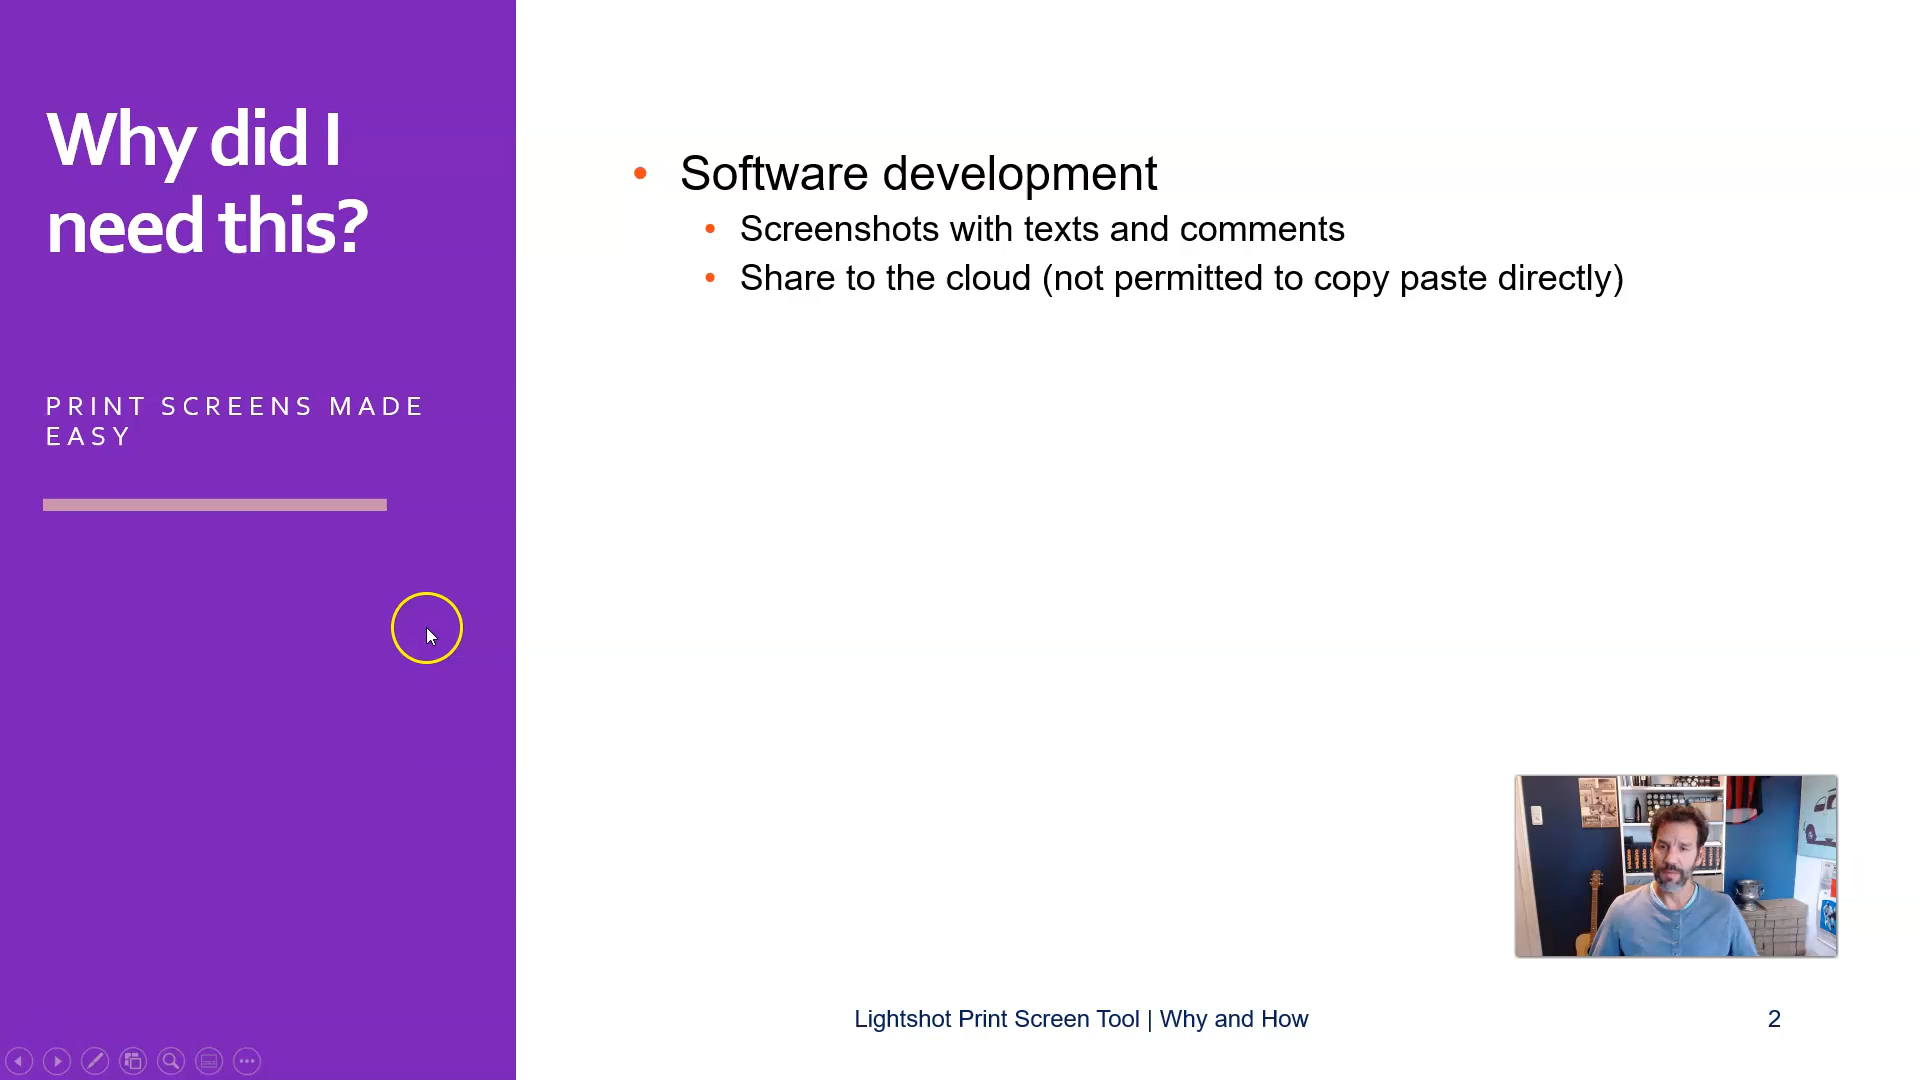 Why did I
need this?
PRINT SCREENS MADE
EASY
• Software development
• Screenshots with texts and comments
• Share to the cloud (not permitted to copy paste directly)
Lightshot Print Screen Tool | Why and How
2